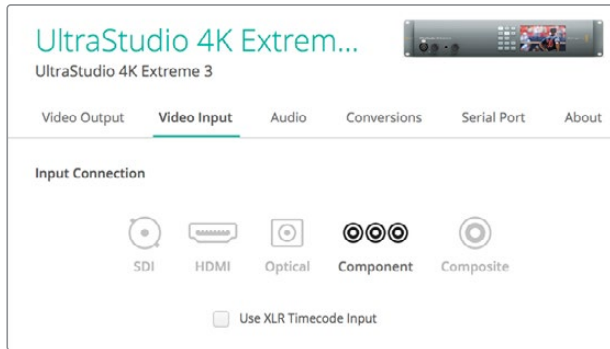 UltraStudio 4K Extrem...
UltraStudio 4K Extreme 3
Video Output Video Input Audio Conversions Serial Port About
Input Connection
SDI HDMI Optical Component Composite
Use XLR Timecode Input